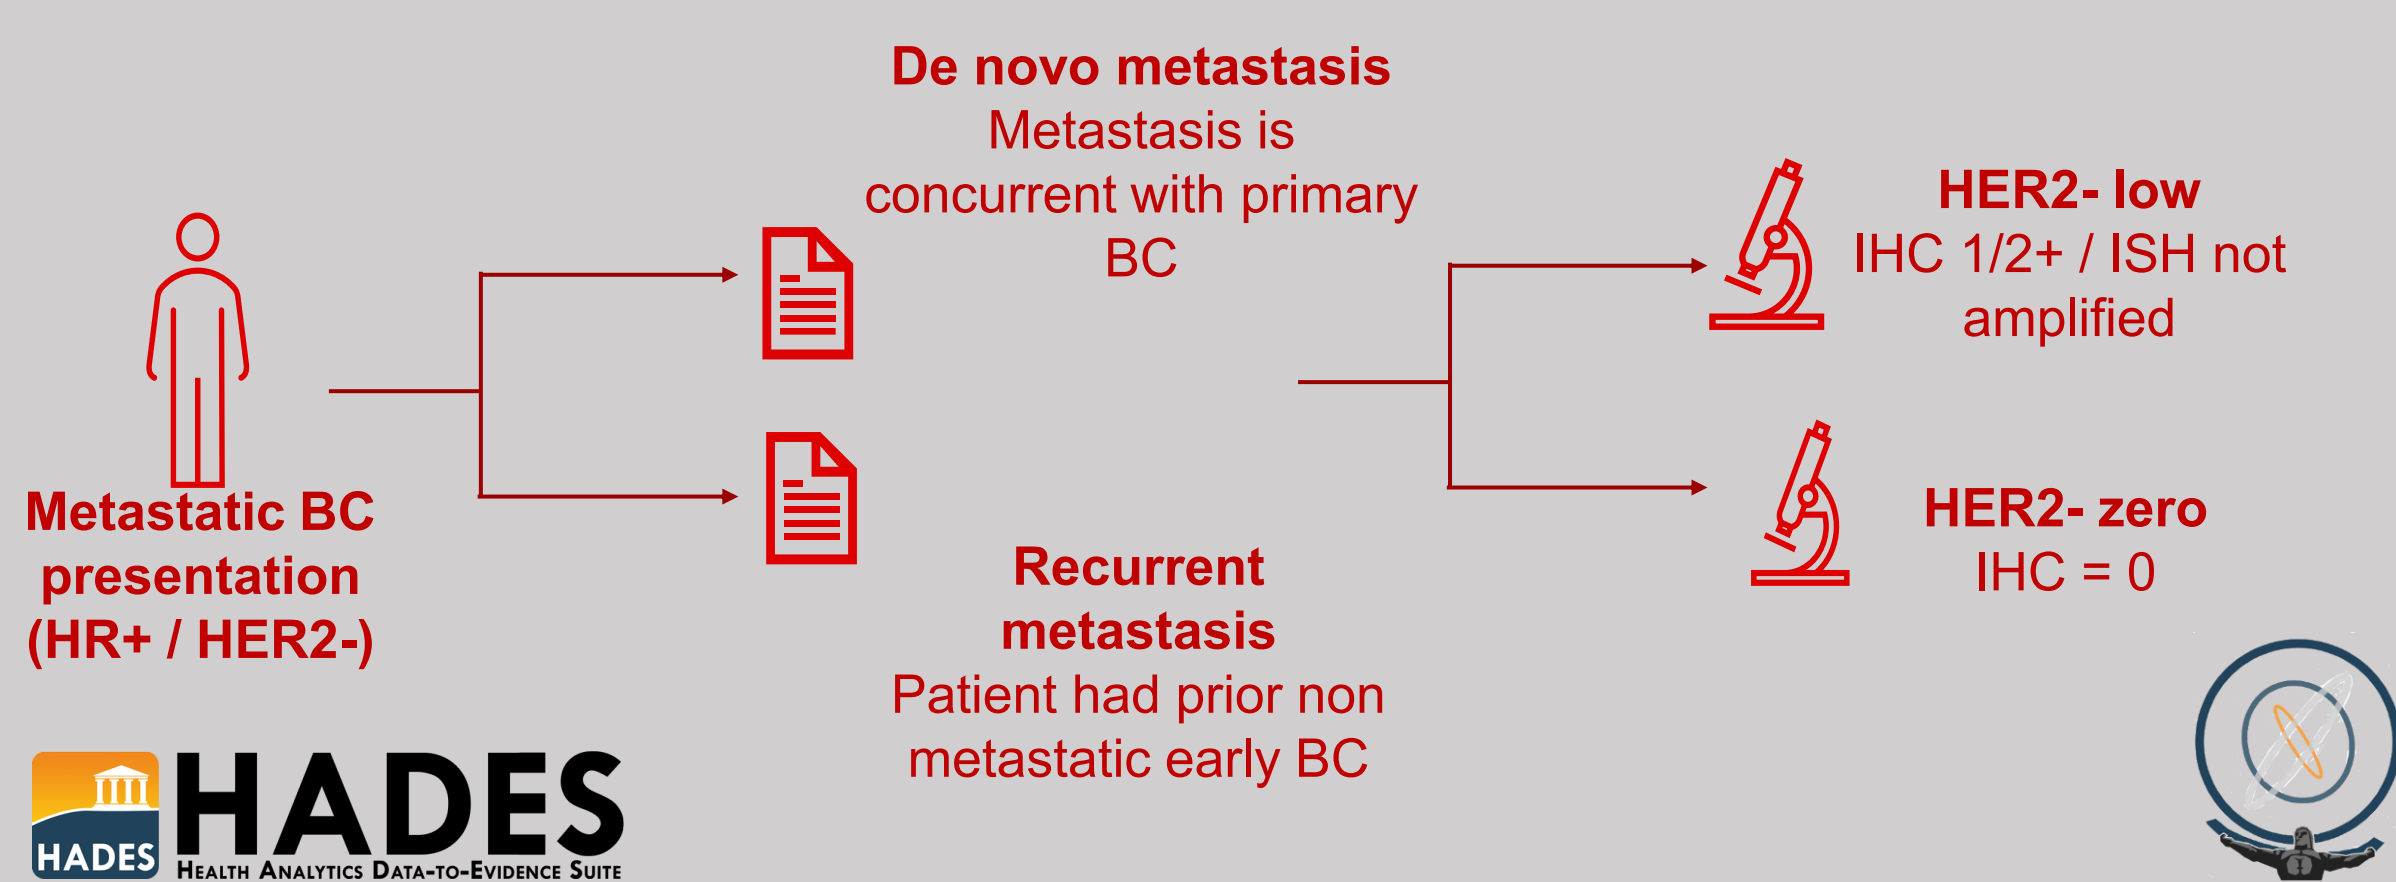 De novo metastasis
Metastasis is
concurrent with primary
BC
HER2- low
IHC 1/2+ / ISH not
amplified
Metastatic BC
presentation
(HR+ / HER2-)
Recurrent
metastasis
Patient had prior non
metastatic early BC
HER2- zero
IHC = 0
HADES
HADES
HEALTH ANALYTICS DATA-TO-EVIDENCE SUITE